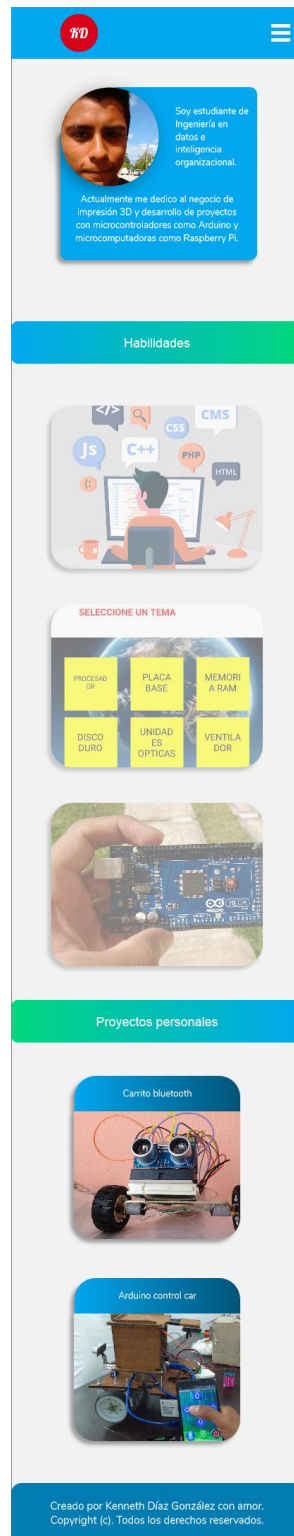 KD
Soy estudiante de
Ingeniería en
datos e
inteligencia
organizacional.
Actualmente me dedico al negocio de
impresión 3D y desarrollo de proyectos
con microcontroladores como Arduino y
microcomputadoras como Raspberry Pi.
Habilidades
</>
CMS
CSS
Js
C++
PHP
HTML
(:
SELECCIONE UN TEMA
PROCESAD
OR
PLACA
BASE
MEMORI
A RAM
DISCO
DURO
UNIDAD
ES
OPTICAS
VENTILA
DOR
MEGA
Proyectos personales
Carrito bluetooth
Arduino control car
Creado por Kenneth Díaz González con amor.
Copyright (c). Todos los derechos reservados.